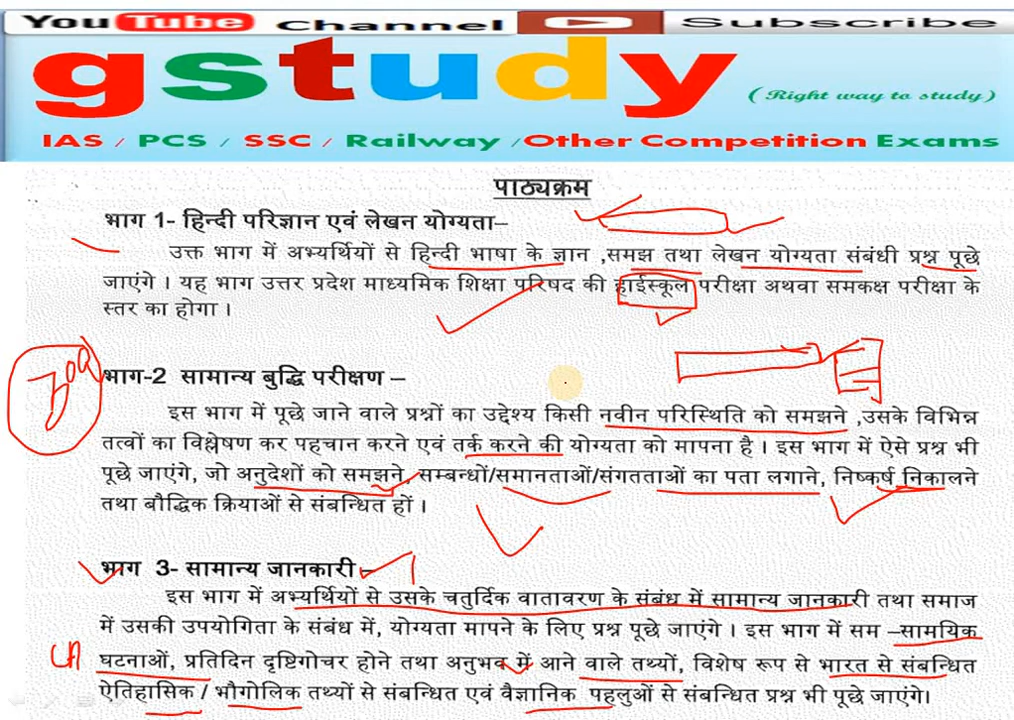 YouTube Channel Subscribe
gstudy
( Right way to study)
IAS / PCS / SSC / Railway /Other Competition Exams
पाठ्यक्रम
भाग 1- हिन्दी परिज्ञान एवं लेखन योग्यता–
उक्त भाग में अभ्यर्थियों से हिन्दी भाषा के ज्ञान ,समझ तथा लेखन योग्यता संबंधी प्रश्न पूछे
जाएंगे । यह भाग उत्तर प्रदेश माध्यमिक शिक्षा परिषद की हाईस्कूल परीक्षा अथवा समकक्ष परीक्षा के
स्तर का होगा ।
भाग-2 सामान्य बुद्धि परीक्षण –
इस भाग में पूछे जाने वाले प्रश्नों का उद्देश्य किसी नवीन परिस्थिति को समझने ,उसके विभिन्न
तत्वों का विश्लेषण कर पहचान करने एवं तर्क करने की योग्यता को मापना है । इस भाग में ऐसे प्रश्न भी
पूछे जाएंगे, जो अनुदेशों को समझने, सम्बन्धों/समानताओं/संगतताओं का पता लगाने, निष्कर्ष निकालने
तथा बौद्धिक क्रियाओं से संबन्धित हों ।
भाग 3- सामान्य जानकारी –
इस भाग में अभ्यर्थियों से उसके चतुर्दिक वातावरण के संबंध में सामान्य जानकारी तथा समाज
में उसकी उपयोगिता के संबंध में, योग्यता मापने के लिए प्रश्न पूछे जाएंगे । इस भाग में सम –सामयिक
घटनाओं, प्रतिदिन दृष्टिगोचर होने तथा अनुभव में आने वाले तथ्यों, विशेष रूप से भारत से संबन्धित
ऐतिहासिक / भौगोलिक तथ्यों से संबन्धित एवं वैज्ञानिक पहलुओं से संबन्धित प्रश्न भी पूछे जाएंगे।